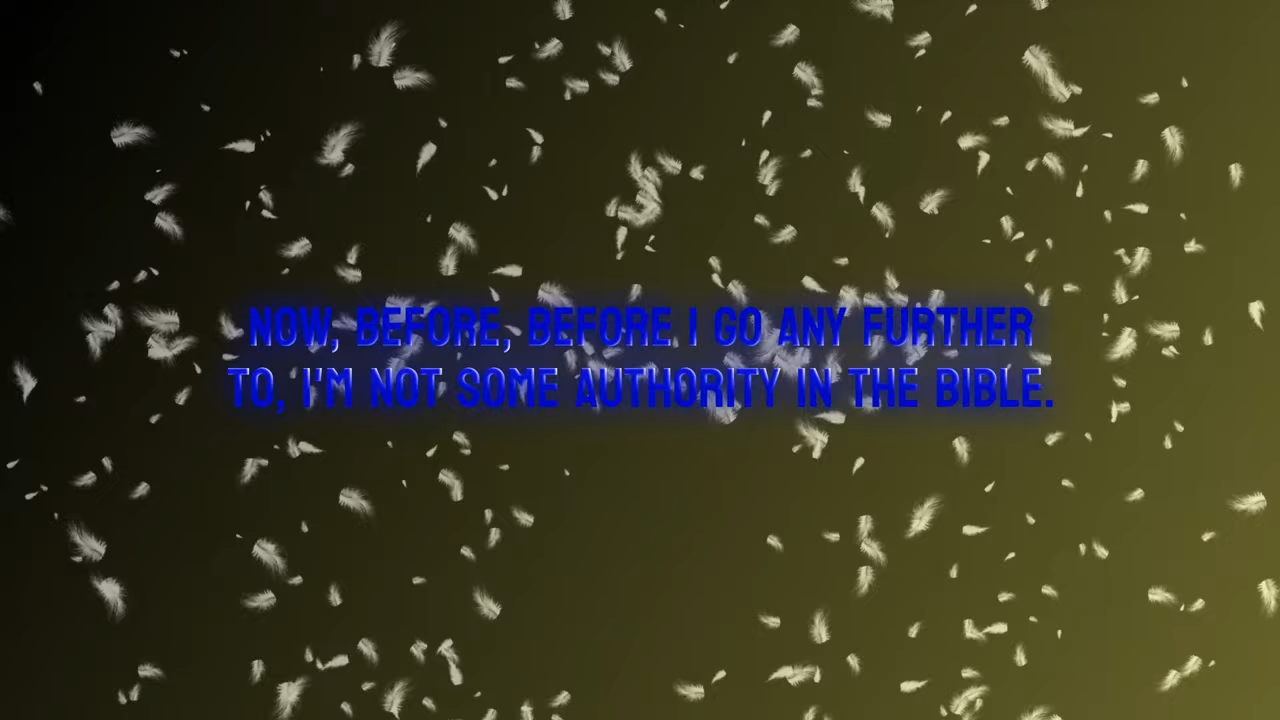 NOW, BEFORE, BEFORE I GO ANY FURTHER
TO, I'M NOT SOME AUTHORITY IN THE BIBLE.